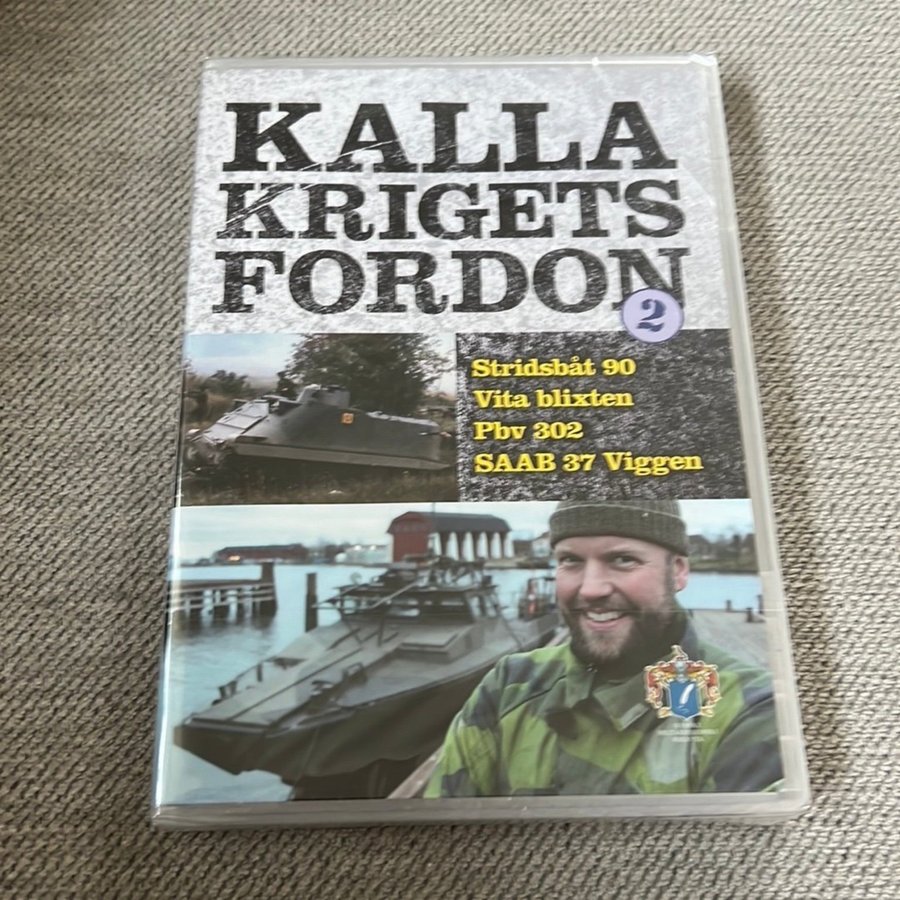 KALLA
KRIGETS
FORDON
2
Stridsbåt 90
Vita blixten
Pbv 302
SAAB 37 Viggen